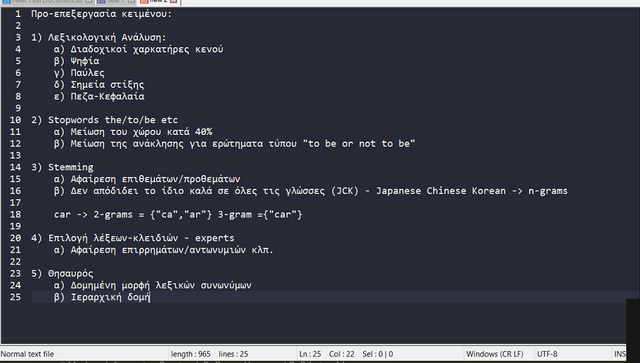 new 2
1 Προ-επεξεργασία κειμένου:
2
3 1) Λεξικολογική Ανάλυση:
4 α) Διαδοχικοί χαρκατήρες κενού
5 β) Ψηφία
6 γ) Παύλες
7 δ) Σημεία στίξης
8 ε) Πεζα-Κεφαλαία
9
10 2) Stopwords the/to/be etc
11 α) Μείωση του χώρου κατά 40%
12 β) Μείωση της ανάκλησης για ερώτηματα τύπου "to be or not to be"
13
14 3) Stemming
15 α) Αφαίρεση επιθεμάτων/προθεμάτων
16 β) Δεν απόδιδει το ίδιο καλά σε όλες τις γλώσσες (JCK) - Japanese Chinese Korean -> n-grams
17
18 car -> 2-grams = {"ca","ar"} 3-gram ={"car"}
19
20 4) Επιλογή λέξεων-κλειδιών - experts
21 α) Αφαίρεση επιρρημάτων/αντωνυμιών κλπ.
22
23 5) Θησαυρός
24 α) Δομημένη μορφή λεξικών συνωνύμων
25 β) Ιεραρχική δομη
Normal text file length : 965 lines : 25 Ln : 25 Col : 22 Sel : 0 | 0 Windows (CR LF) UTF-8 INS